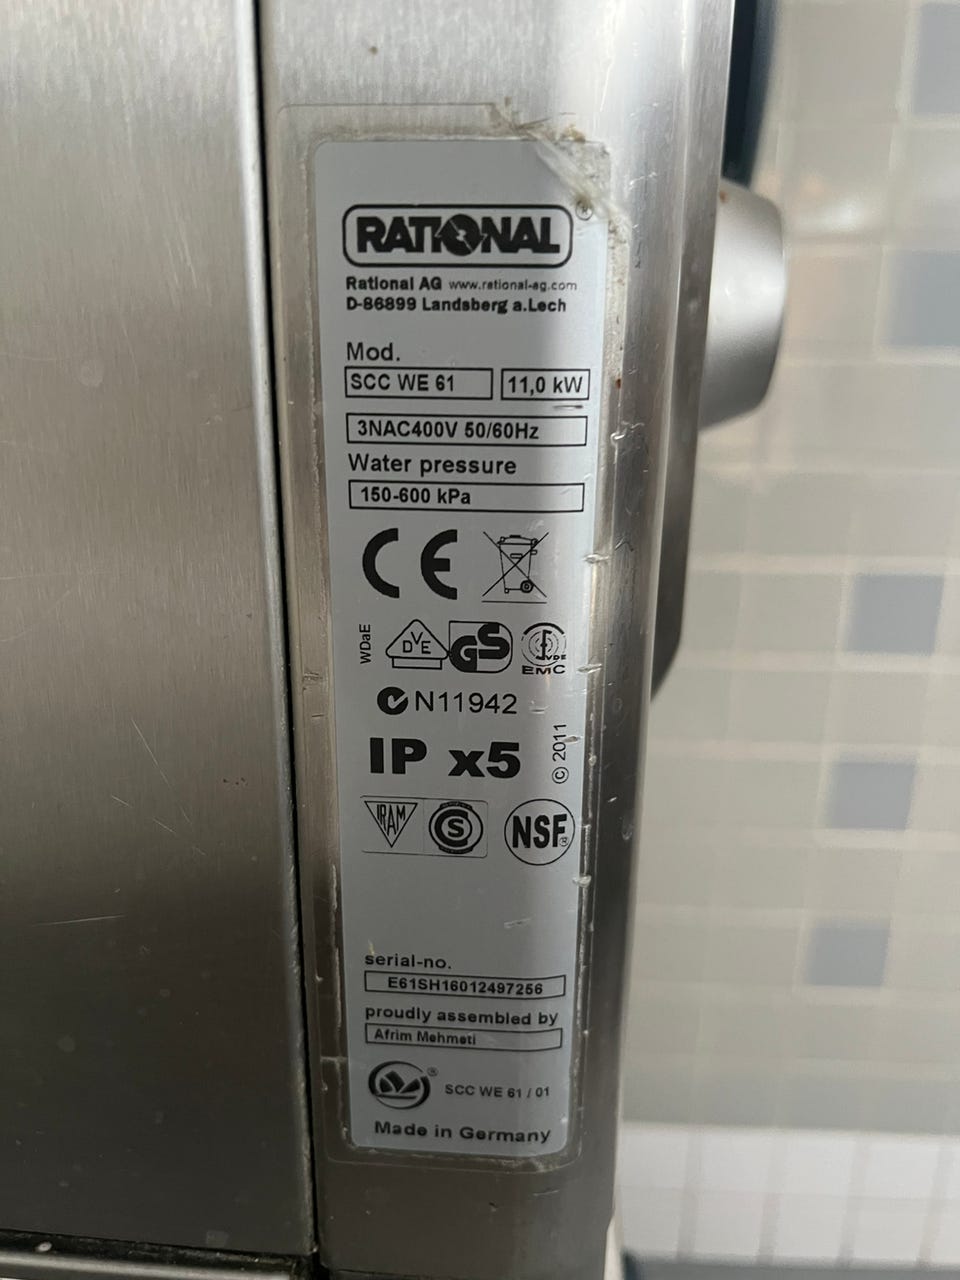 RATIONAL®
Rational AG www.rational-ag.com
D-86899 Landsberg a.Lech
Mod.
SCC WE 61 11,0 kW
3NAC400V 50/60Hz
Water pressure
150-600 kPa
CE
WDaE DVE GS VDE
EMC
N11942
IP x5 © 2011
IRAM S NSF®
serial-no.
E61SH16012497256
proudly assembled by
Afrim Mehmeti
® SCC WE 61 / 01
Made in Germany